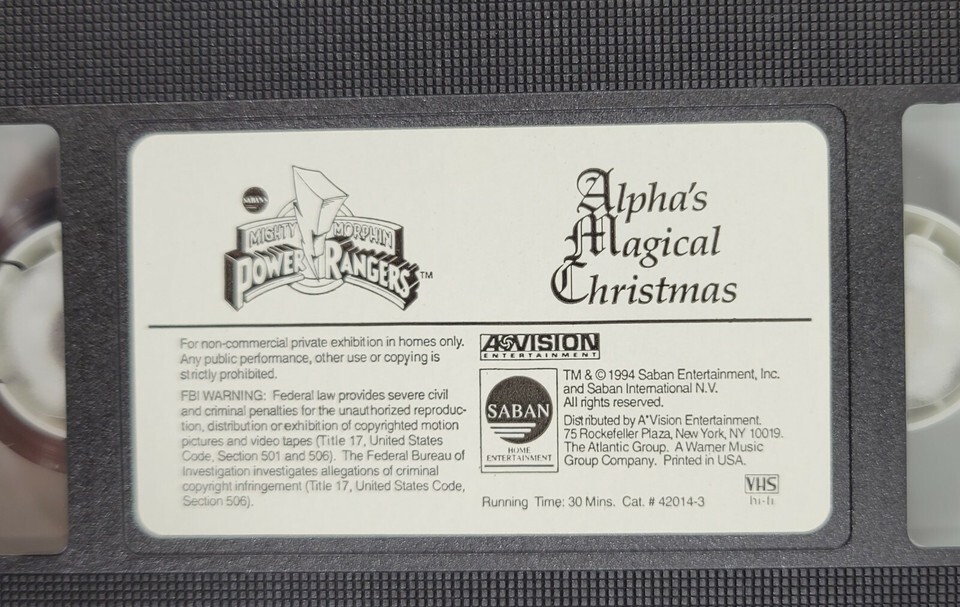 SABAN'S
MIGHTY MORPHIN
POWER RANGERS™
Alpha's
Magical
Christmas
For non-commercial private exhibition in homes only.
Any public performance, other use or copying is
strictly prohibited.
FBI WARNING: Federal law provides severe civil
and criminal penalties for the unauthorized reproduc-
tion, distribution or exhibition of copyrighted motion
pictures and video tapes (Title 17, United States
Code, Section 501 and 506). The Federal Bureau of
Investigation investigates allegations of criminal
copyright infringement (Title 17, United States Code,
Section 506).
A*VISION
ENTERTAINMENT
SABAN
HOME
ENTERTAINMENT
TM & © 1994 Saban Entertainment, Inc.
and Saban International N.V.
All rights reserved.
Distributed by A*Vision Entertainment.
75 Rockefeller Plaza, New York, NY 10019.
The Atlantic Group. A Warner Music
Group Company. Printed in USA.
VHS
hi-fi
Running Time: 30 Mins. Cat. # 42014-3